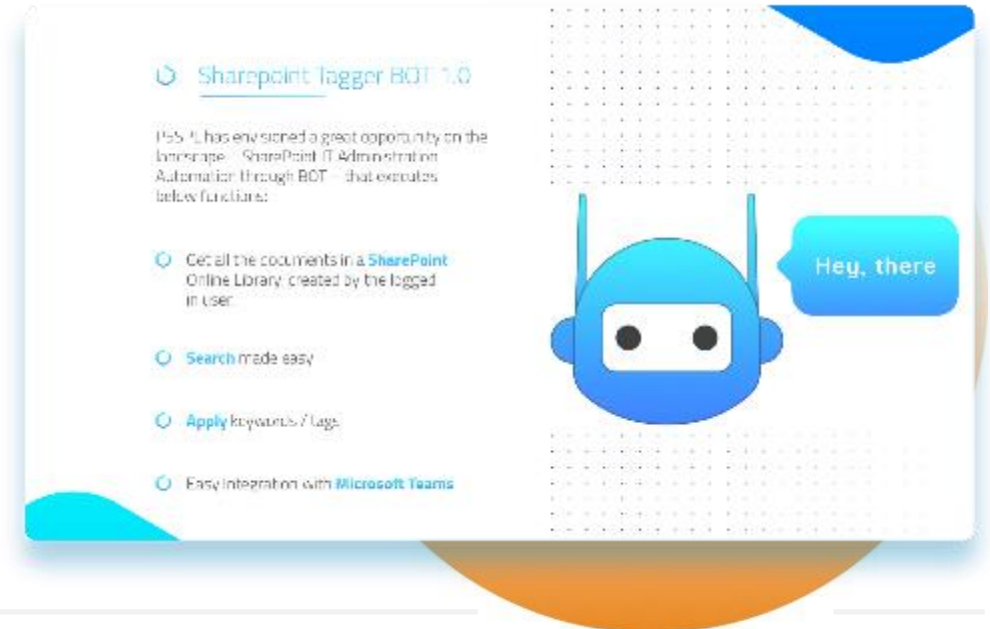 Sharepoint Tagger BOT 1.0
has envisioned a great opportunity on the
landscape – SharePoint IT Administration
Automation through BOT – that executes
below functions:
Get all the documents in a SharePoint
Online Library, created by the logged
in user
Search made easy
Apply keywords / tags
Easy Integration with Microsoft Teams
Hey, there